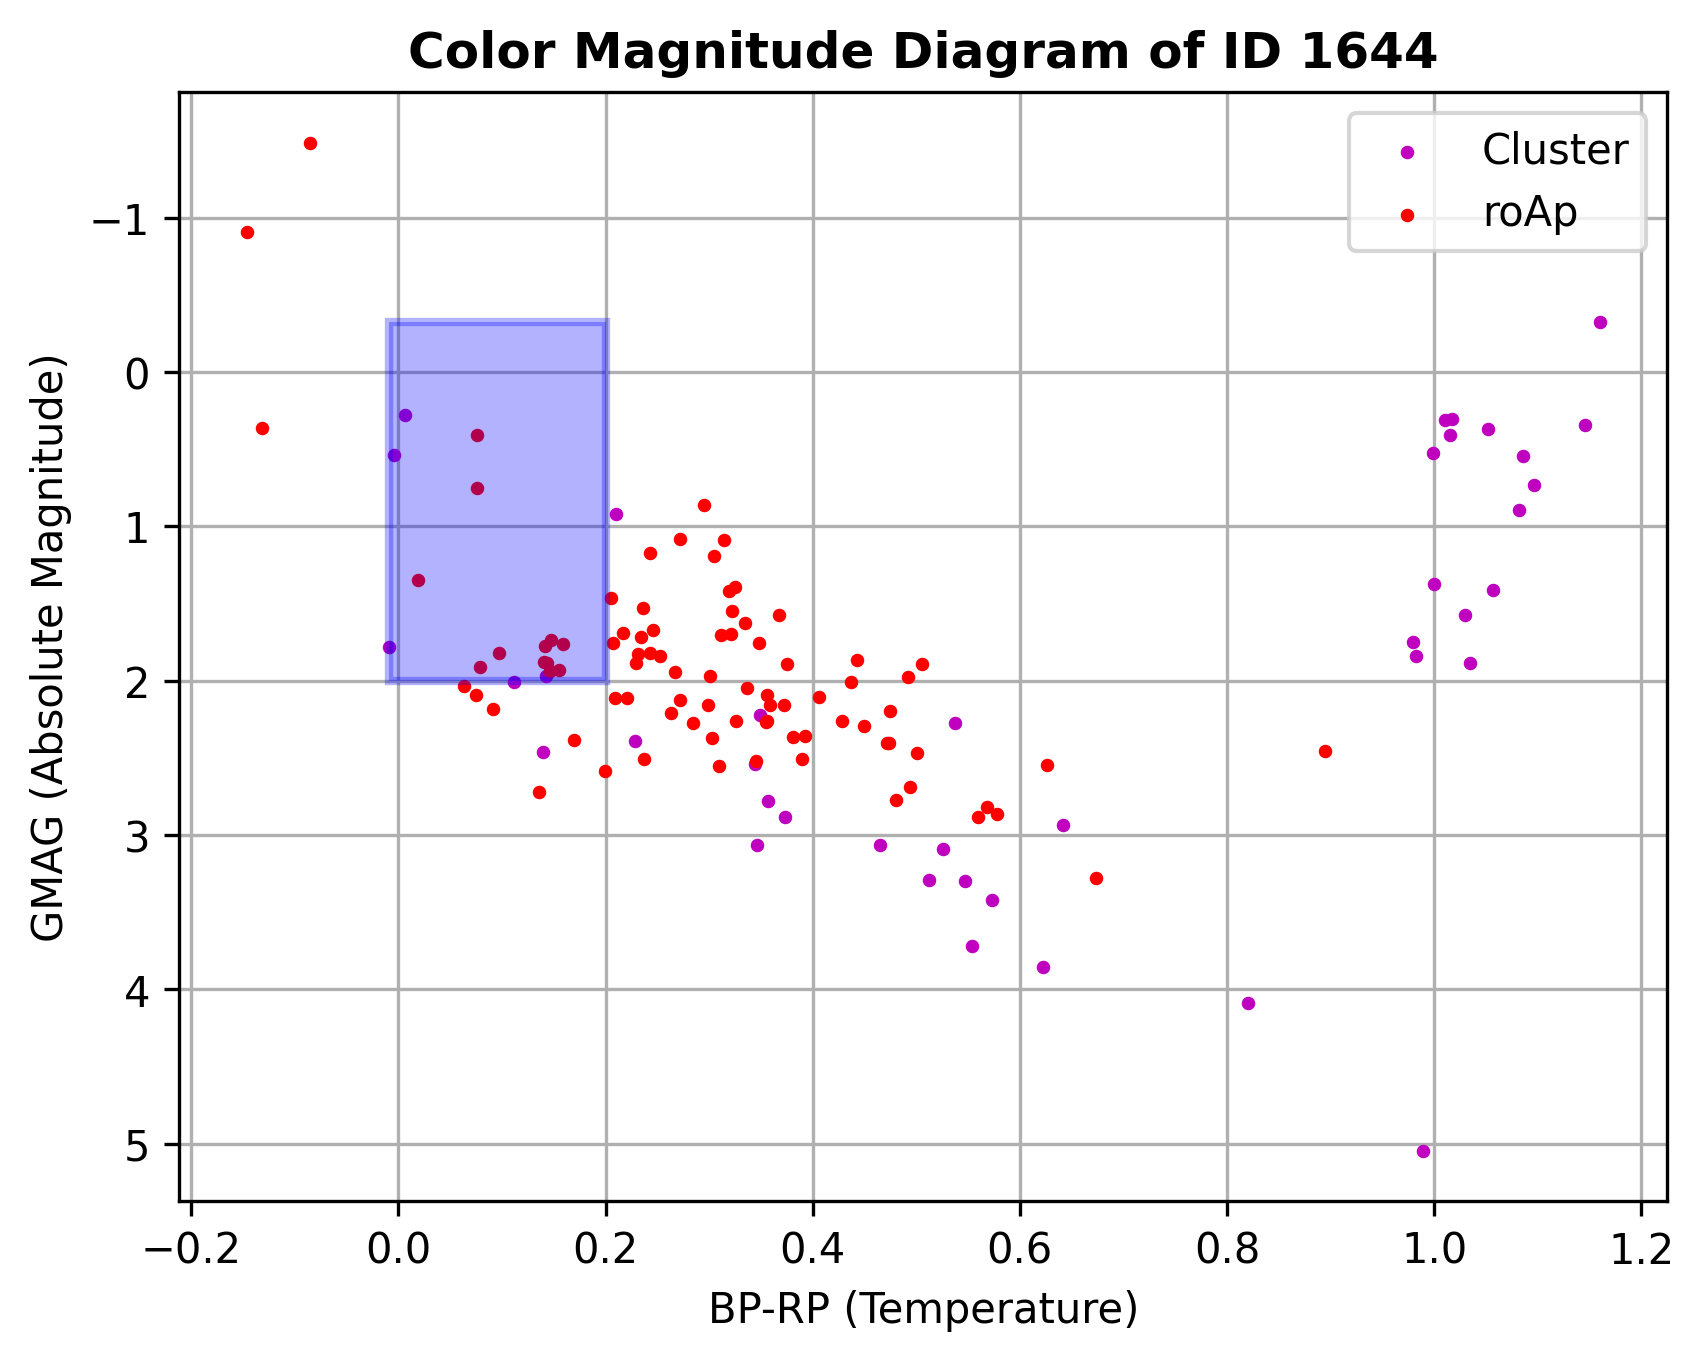 Color Magnitude Diagram of ID 1644
Cluster
roAp
−1
0
1
2
3
4
5
GMAG (Absolute Magnitude)
−0.2 0.0 0.2 0.4 0.6 0.8 1.0 1.2
BP-RP (Temperature)